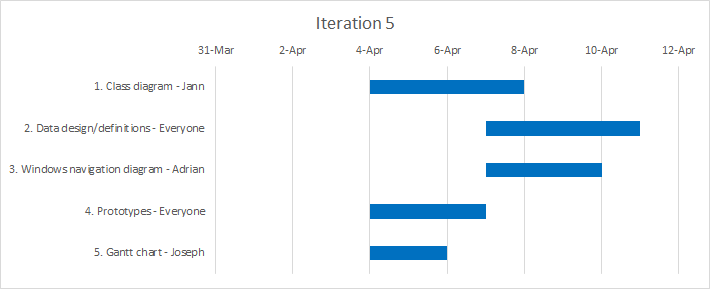 Iteration 5
31-Mar 2-Apr 4-Apr 6-Apr 8-Apr 10-Apr 12-Apr
1. Class diagram - Jann
2. Data design/definitions - Everyone
3. Windows navigation diagram - Adrian
4. Prototypes - Everyone
5. Gantt chart - Joseph